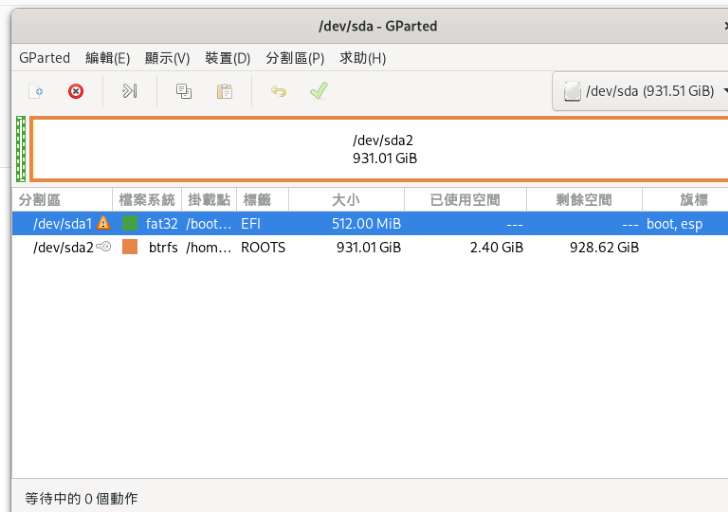 /dev/sda - GParted
GParted 編輯(E) 顯示(V) 裝置(D) 分割區(P) 求助(H)
/dev/sda (931.51 GiB)
/dev/sda2
931.01 GiB
分割區 檔案系統 掛載點 標籤 大小 已使用空間 剩餘空間 旗標
/dev/sda1 fat32 /boot... EFI 512.00 MiB --- --- boot, esp
/dev/sda2 btrfs /hom... ROOTS 931.01 GiB 2.40 GiB 928.62 GiB
等待中的 0 個動作